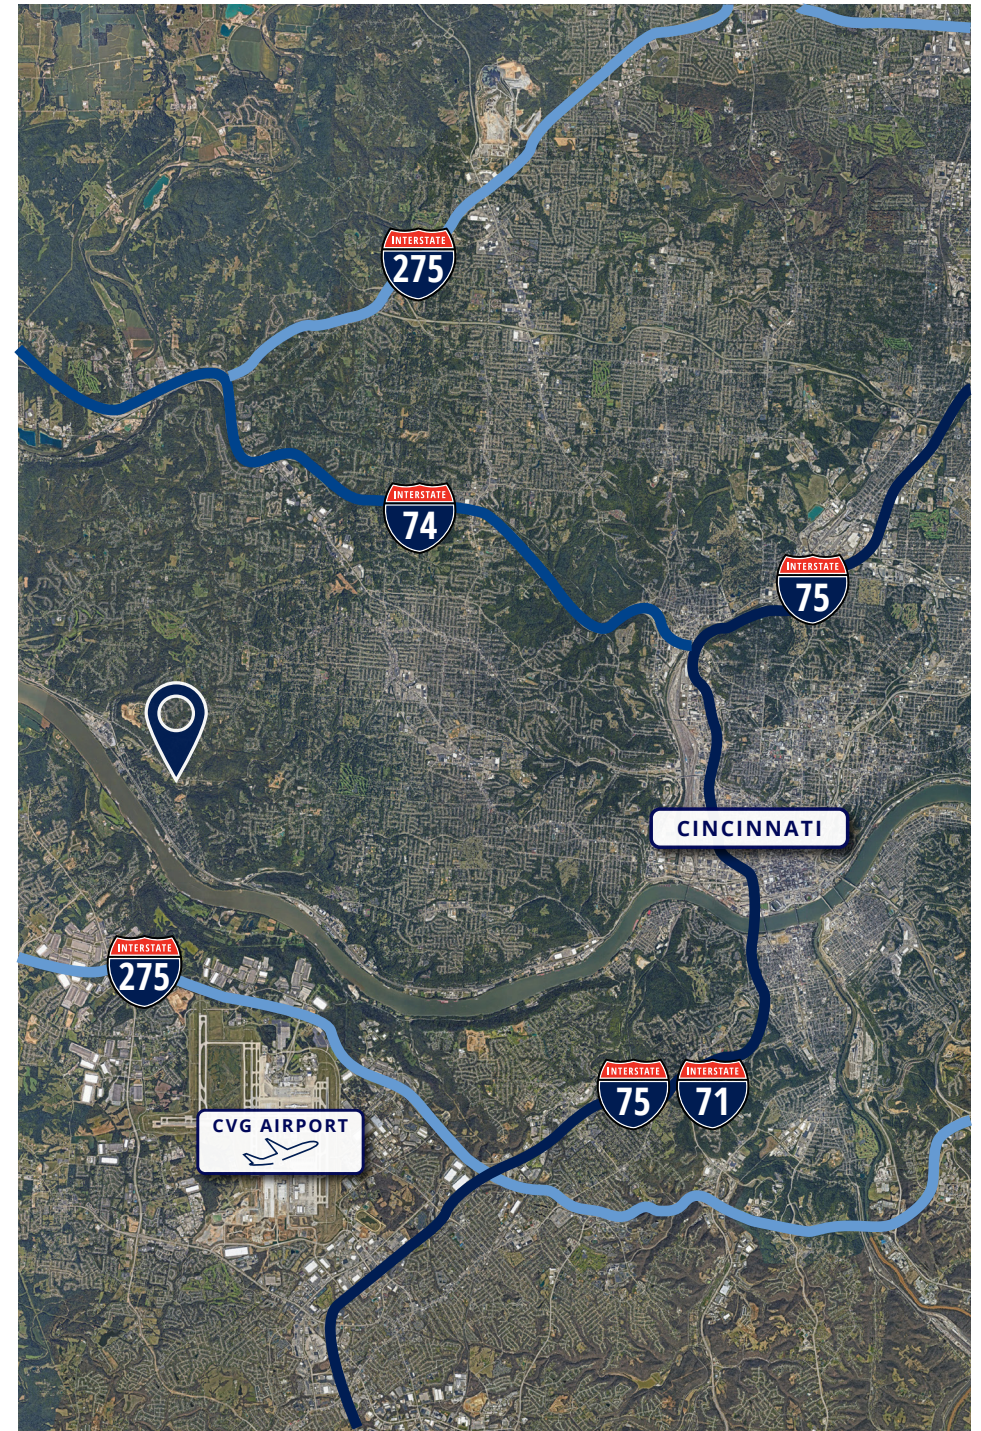 INTERSTATE
275
INTERSTATE
74
INTERSTATE
75
CINCINNATI
INTERSTATE
275
INTERSTATE
75
INTERSTATE
71
CVG AIRPORT